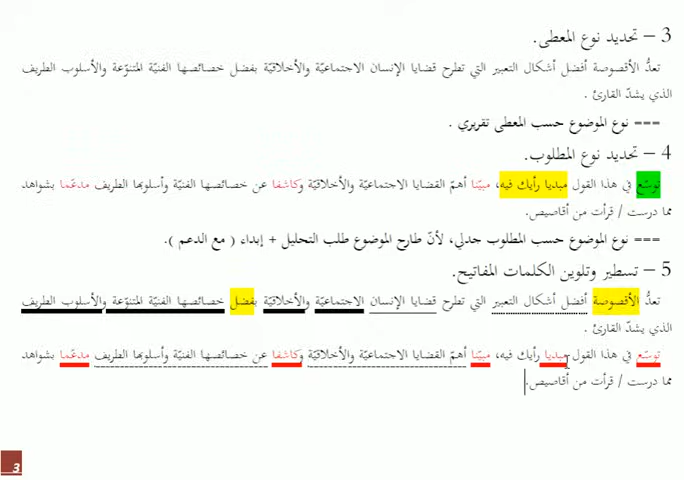 3 – تحديد نوع المعطى.
تعدُّ الأقصوصة أفضل أشكال التعبير التي تطرح قضايا الإنسان الاجتماعيّة والأخلاقيّة بفضل خصائصها الفنيّة المتنوّعة والأسلوب الطريف
الذي يشدّ القارئ .
=== نوع الموضوع حسب المعطى تقريري .
4 – تحديد نوع المطلوب.
توسّع في هذا القول مبديا رأيك فيه، مبيّنا أهمّ القضايا الاجتماعيّة والأخلاقيّة وكاشفا عن خصائصها الفنيّة وأسلوبها الطريف مدعّما بشواهد
مما درست / قرأت من أقاصيص.
=== نوع الموضوع حسب المطلوب جدلي، لأنّ طارح الموضوع طلب التحليل + إبداء ( مع الدعم ).
5 – تسطير وتلوين الكلمات المفاتيح.
تعدُّ الأقصوصة أفضل أشكال التعبير التي تطرح قضايا الإنسان الاجتماعيّة والأخلاقيّة بفضل خصائصها الفنيّة المتنوّعة والأسلوب الطريف
الذي يشدّ القارئ .
توسّع في هذا القول مبديا رأيك فيه، مبيّنا أهمّ القضايا الاجتماعيّة والأخلاقيّة وكاشفا عن خصائصها الفنيّة وأسلوبها الطريف مدعّما بشواهد
مما درست / قرأت من أقاصيص.
3